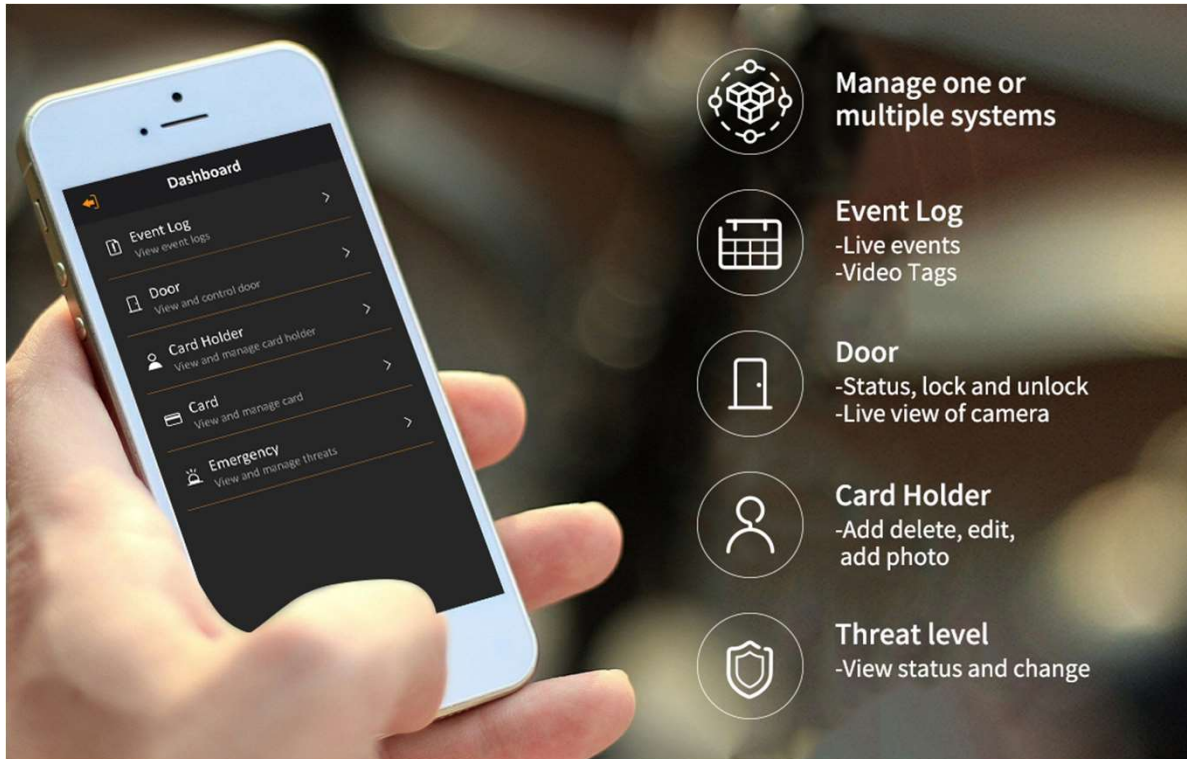 Dashboard
Event Log
View event logs
Door
View and control door
Card Holder
View and manage card holder
Card
View and manage card
Emergency
View and manage threats
Manage one or
multiple systems
Event Log
-Live events
-Video Tags
Door
-Status, lock and unlock
-Live view of camera
Card Holder
-Add delete, edit,
add photo
Threat level
-View status and change